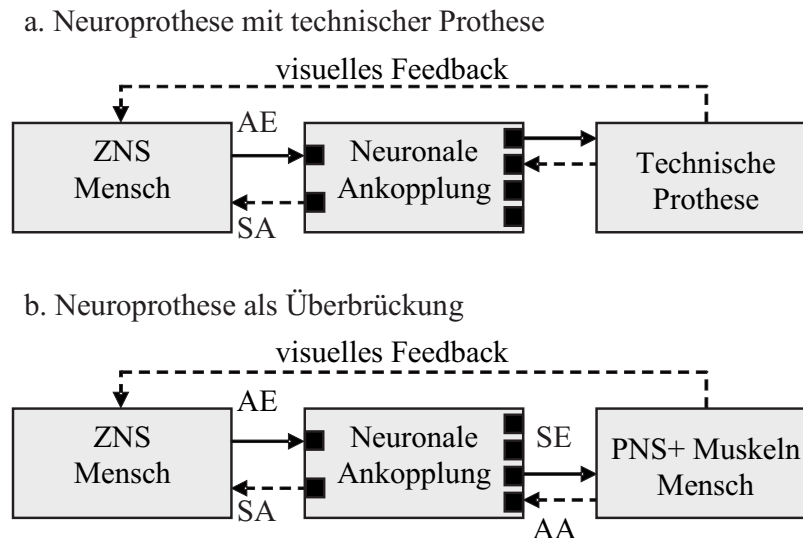 a. Neuroprothese mit technischer Prothese
visuelles Feedback
AE
ZNS
Mensch
SA
Neuronale
Ankopplung
Technische
Prothese
b. Neuroprothese als Überbrückung
visuelles Feedback
AE
ZNS
Mensch
SA
Neuronale
Ankopplung
SE
AA
PNS+ Muskeln
Mensch